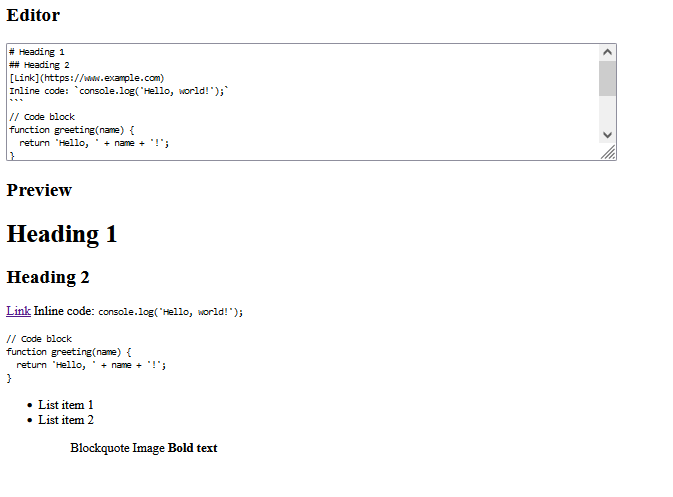 Editor
# Heading 1
## Heading 2
[Link](https://www.example.com)
Inline code: `console.log('Hello, world!');`
```
// Code block
function greeting(name) {
  return 'Hello, ' + name + '!';
}
Preview
Heading 1
Heading 2
Link Inline code: console.log('Hello, world!');
// Code block
function greeting(name) {
  return 'Hello, ' + name + '!';
}
• List item 1
• List item 2
Blockquote Image Bold text